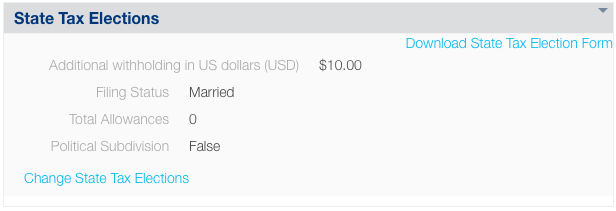 State Tax Elections
Download State Tax Election Form
Additional withholding in US dollars (USD) $10.00
Filing Status Married
Total Allowances 0
Political Subdivision False
Change State Tax Elections